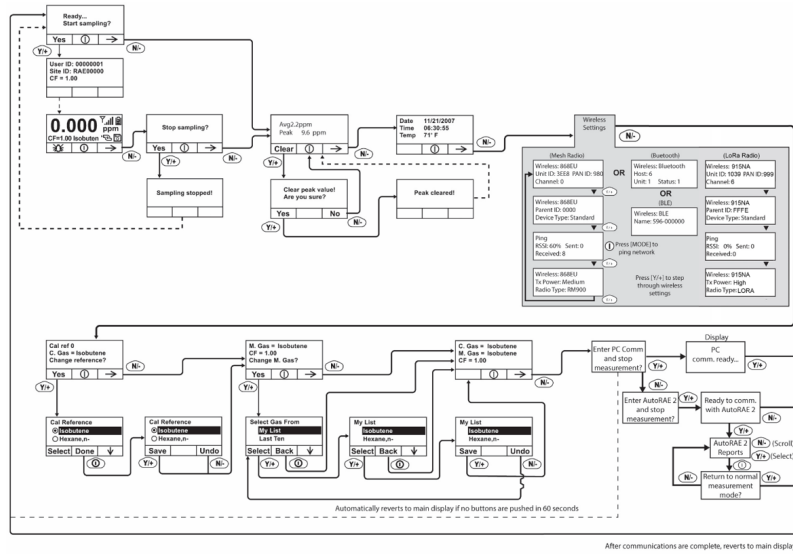 Ready...
Start sampling?
Yes
N/-
Y/+
User ID: 00000001
Site ID: RAE00000
CF = 1.00
0.000 ppm
CF=1.00 Isobuten
N/-
Stop sampling?
Yes
N/-
Y/+
Sampling stopped!
Avg2.2ppm
Peak 9.6 ppm
Clear
N/-
Y/+
Clear peak value!
Are you sure?
Yes No
N/-
Y/+
Peak cleared!
Date 11/21/2007
Time 06:30:55
Temp 71° F
N/-
Wireless
Settings
N/-
(Mesh Radio)
Wireless: 868EU
Unit ID: 3EE8 PAN ID: 980
Channel: 0
Y/+
Wireless: 868EU
Parent ID: 0000
Device Type: Standard
Y/+
Ping
RSSI: 60% Sent: 0
Received: 8
Y/+
Wireless: 868EU
Tx Power: Medium
Radio Type: RM900
Y/+
OR
(Buetooth)
Wireless: Bluetooth
Host: 6
Unit: 1 Status: 1
OR
(BLE)
Wireless: BLE
Name: S96-000000
Press [MODE] to
ping network
Press [Y/+] to step
through wireless
settings
OR
(LoRa Radio)
Wireless: 915NA
Unit ID: 1039 PAN ID:999
Channel: 6
Wireless: 915NA
Parent ID: FFFE
Device Type: Standard
Ping
RSSI: 0% Sent: 0
Received: 0
Wireless: 915NA
Tx Power: High
Radio Type: LORA
Cal ref 0
C. Gas = Isobutene
Change reference?
Yes
N/-
Y/+
Cal Reference
Isobutene
Hexane,n-
Select Done
Cal Reference
Isobutene
Hexane,n-
Save Undo
Y/+
N/-
M. Gas = Isobutene
CF = 1.00
Change M. Gas?
Yes
N/-
Y/+
Select Gas From
My List
Last Ten
Select Back
Y/+
My List
Isobutene
Hexane,n-
Select Back
Y/+
My List
Isobutene
Hexane,n-
Save Undo
Y/+
N/-
C. Gas = Isobutene
M. Gas = Isobutene
CF = 1.00
N/-
Enter PC Comm
and stop
measurement?
Y/+
N/-
Display
PC
comm. ready...
Enter AutoRAE 2
and stop
measurement?
Y/+
Ready to comm.
with AutoRAE 2
Y/+
AutoRAE 2
Reports
N/- (Scroll)
Y/+ (Select)
Return to normal
measurement
mode?
N/-
Y/+
Automatically reverts to main display if no buttons are pushed in 60 seconds
After communications are complete, reverts to main display